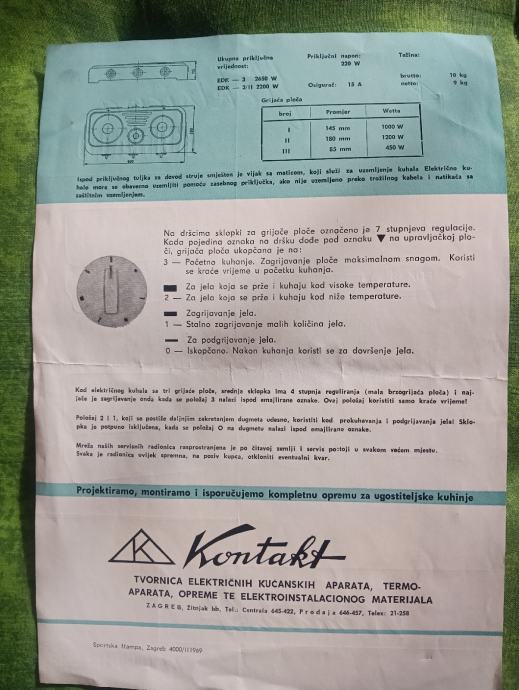 Ukupna priključna
vrijednost:
EDK — 3 2650 W
EDK — 3/II 2200 W
Priključni napon:
220 W
Osigurač: 15 A
Težina:
brutto: 10 kg
netto: 9 kg
Grijaća ploča
broj Promjer Watta
I 145 mm 1000 W
II 180 mm 1200 W
III 85 mm 450 W
Ispod priključnog tuljka za dovod struje smješten je vijak sa maticom, koji služi za uzemljenje kuhala Električno ku-
halo mora se obavezno uzemljiti pomoću zasebnog priključka, ako nije uzemljeno preko trožilnog kabela i natikača sa
zaštitnim uzemljenjem.
Na dršcima sklopki za grijaće ploče označeno je 7 stupnjeva regulacije.
Kada pojedina oznaka na dršku dođe pod oznaku ▼ na upravljačkoj plo-
či, grijaća ploča ukopčana je na:
3 — Početno kuhanje. Zagrijavanje ploče maksimalnom snagom. Koristi
se kraće vrijeme u početku kuhanja.
Za jela koja se prže i kuhaju kod visoke temperature.
2 — Za jela koja se prže i kuhaju kod niže temperature.
Zagrijavanje jela.
1 — Stalno zagrijavanje malih količina jela.
Za podgrijavanje jela.
0 — Iskopčano. Nakon kuhanja koristi se za dovršenje jela.
Kod električnog kuhala sa tri grijaće ploče, srednja sklopka ima 4 stupnja reguliranja (mala brzogrijaća ploča) i naj-
jače je zagrijavanje onda kada se položaj 3 nalazi ispod emajlirane oznake. Ovaj položaj koristiti samo kraće vrijeme!
Položaj 2 i 1, koji se postiže daljnjim zakretanjem dugmeta udesno, koristiti kod prokuhavanja i podgrijavanja jela! Sklo-
pka je potpuno isključena, kada se položaj O na dugmetu nalazi ispod emajlirane oznake.
Mreža naših servisnih radionica rasprostranjena je po čitavoj zemlji i servis postoji u svakom većem mjestu.
Svaka je radionica uvijek spremna, na poziv kupca, otkloniti eventualni kvar.
Projektiramo, montiramo i isporučujemo kompletnu opremu za ugostiteljske kuhinje
K Kontakt
TVORNICA ELEKTRIČNIH KUĆANSKIH APARATA, TERMO-
APARATA, OPREME TE ELEKTROINSTALACIONOG MATERIJALA
ZAGREB, Žitnjak bb, Tel.: Centrala 645-422, Prodaja 646-457, Telex: 21-258
Sportska štampa, Zagreb 4000/III1969